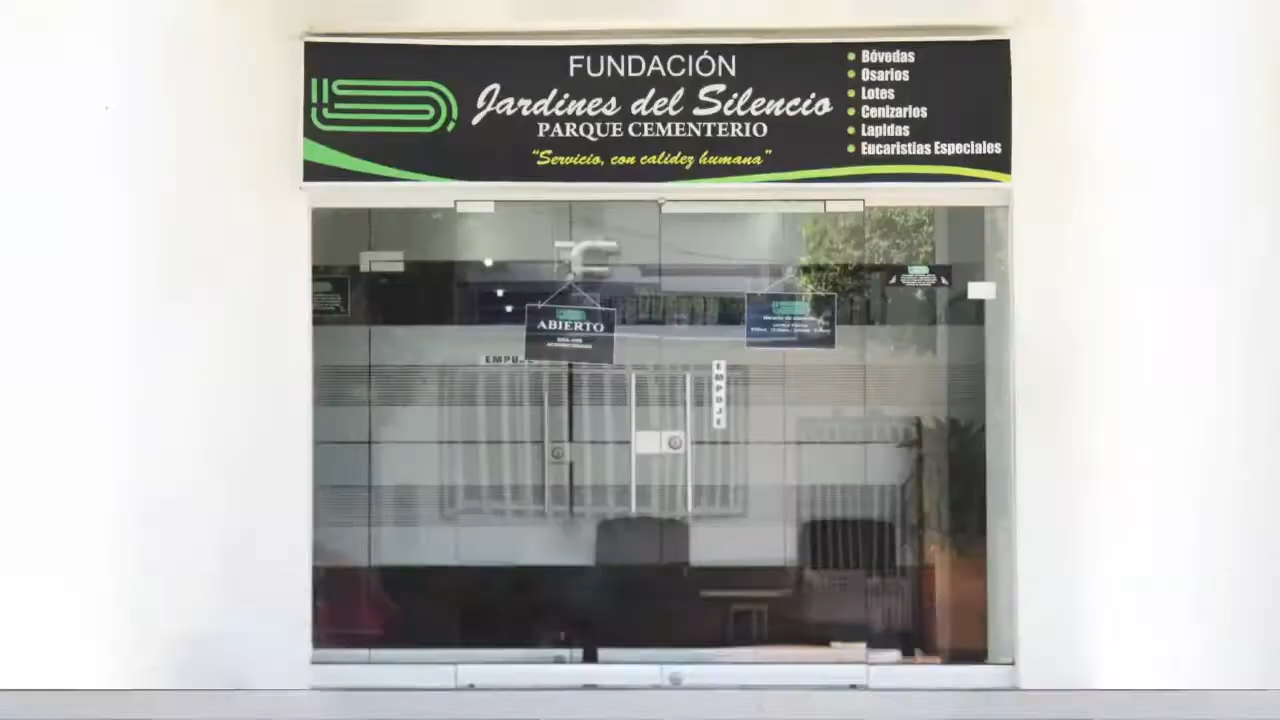 FUNDACIÓN
Jardines del Silencio
PARQUE CEMENTERIO
"Servicio, con calidez humana"
Bóvedas
Osarios
Lotes
Cenizarios
Lapidas
Eucaristias Especiales
ABIERTO
EMPUJE
EMPUJE